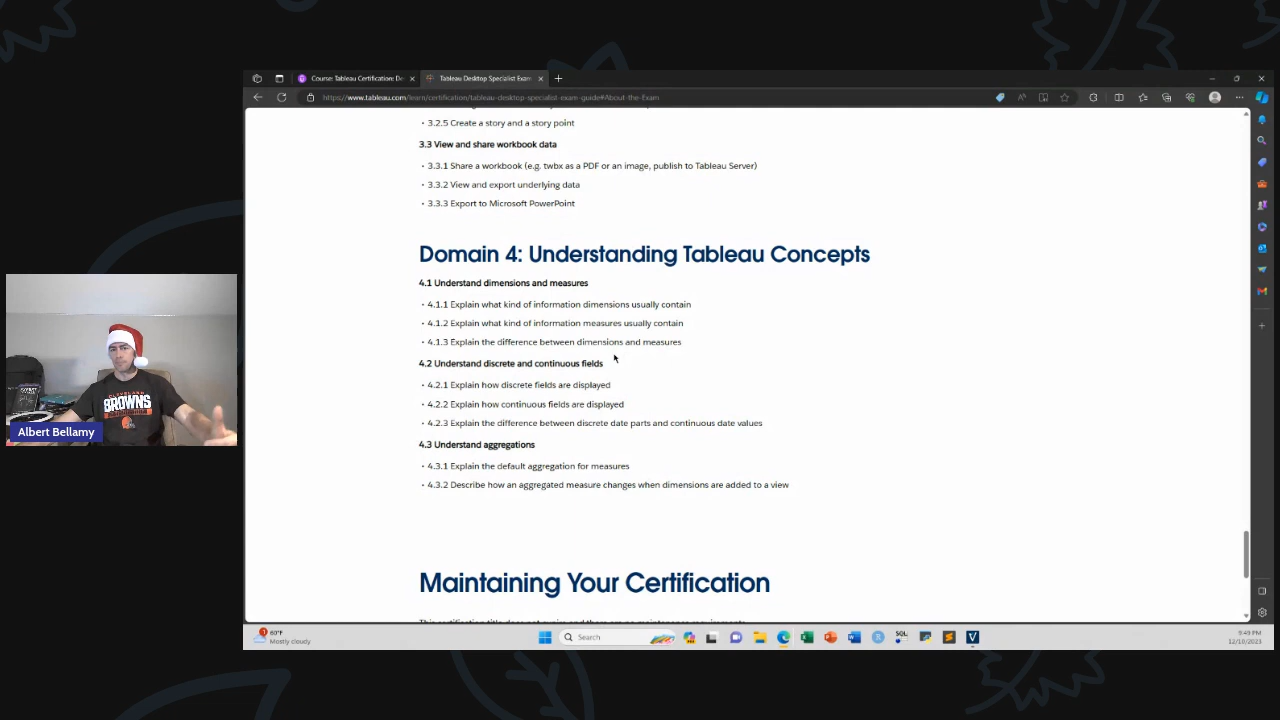 Course: Tableau Certification: De
Tableau Desktop Specialist Exam
https://www.tableau.com/learn/certification/tableau-desktop-specialist-exam-guide#About-the-Exam
• 3.2.5 Create a story and a story point
3.3 View and share workbook data
• 3.3.1 Share a workbook (e.g. twbx as a PDF or an image, publish to Tableau Server)
• 3.3.2 View and export underlying data
• 3.3.3 Export to Microsoft PowerPoint
Domain 4: Understanding Tableau Concepts
4.1 Understand dimensions and measures
• 4.1.1 Explain what kind of information dimensions usually contain
• 4.1.2 Explain what kind of information measures usually contain
• 4.1.3 Explain the difference between dimensions and measures
4.2 Understand discrete and continuous fields
• 4.2.1 Explain how discrete fields are displayed
• 4.2.2 Explain how continuous fields are displayed
• 4.2.3 Explain the difference between discrete date parts and continuous date values
4.3 Understand aggregations
• 4.3.1 Explain the default aggregation for measures
• 4.3.2 Describe how an aggregated measure changes when dimensions are added to a view
Maintaining Your Certification
CLEVELAND
BROWNS
Albert Bellamy
60°F
Mostly cloudy
Search
SQL
9:49 PM
12/10/2023